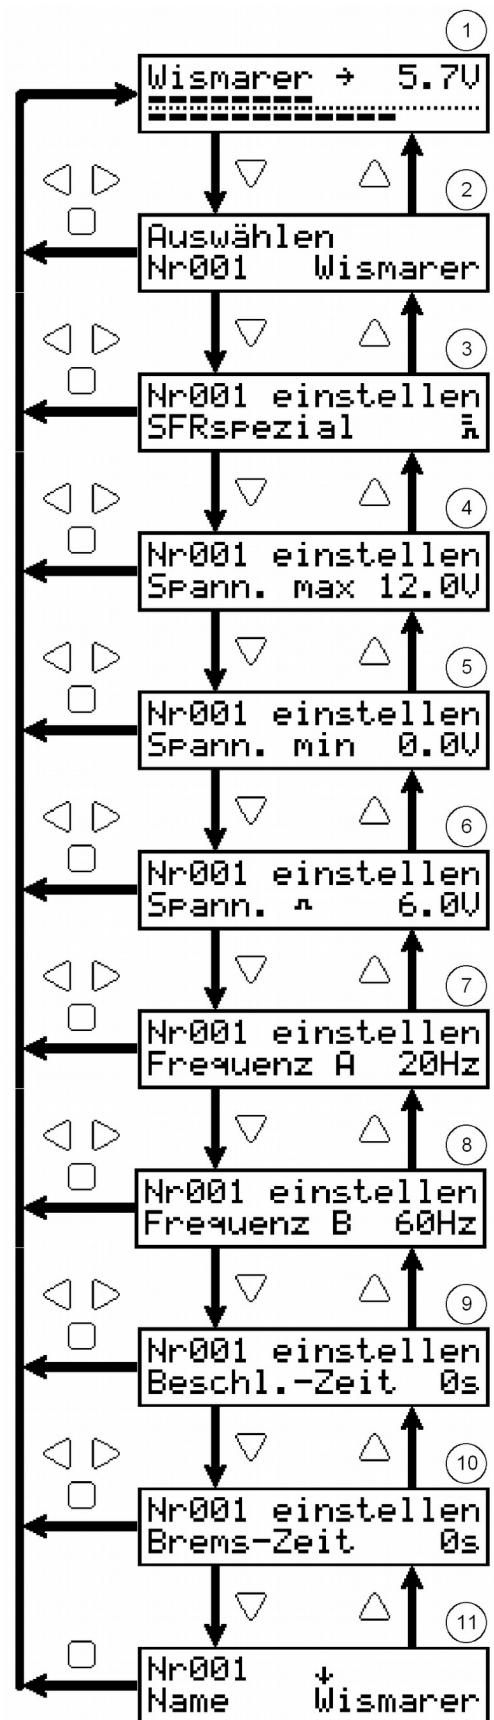 1
Wismarer → 5.7V
2
Auswählen
Nr001 Wismarer
3
Nr001 einstellen
SFRspezial
4
Nr001 einstellen
Spann. max 12.0V
5
Nr001 einstellen
Spann. min 0.0V
6
Nr001 einstellen
Spann. 6.0V
7
Nr001 einstellen
Frequenz A 20Hz
8
Nr001 einstellen
Frequenz B 60Hz
9
Nr001 einstellen
Beschl.-Zeit 0s
10
Nr001 einstellen
Brems-Zeit 0s
11
Nr001 ↓
Name Wismarer